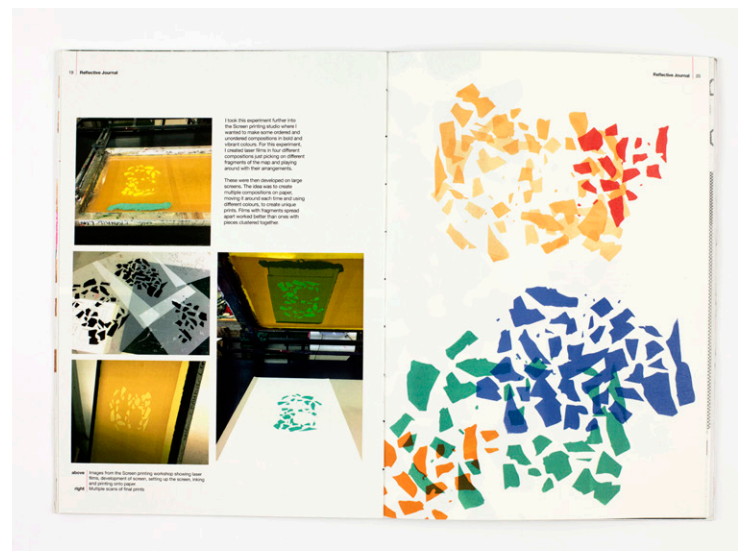 19 Reflective Journal
Reflective Journal 20
I took this experiment further into
the Screen printing studio where I
wanted to make some ordered and
unordered compositions in bold and
vibrant colours. For this experiment,
I created laser films in four different
compositions just picking on different
fragments of the map and playing
around with their arrangements.
These were then developed on large
screens. The idea was to create
multiple compositions on paper,
moving it around each time and using
different colours, to create unique
prints. Films with fragments spread
apart worked better than ones with
pieces clustered together
above Images from the Screen printing workshop showing laser
films, development of screen, setting up the screen, inking
and printing onto paper.
right Multiple scans of final prints.